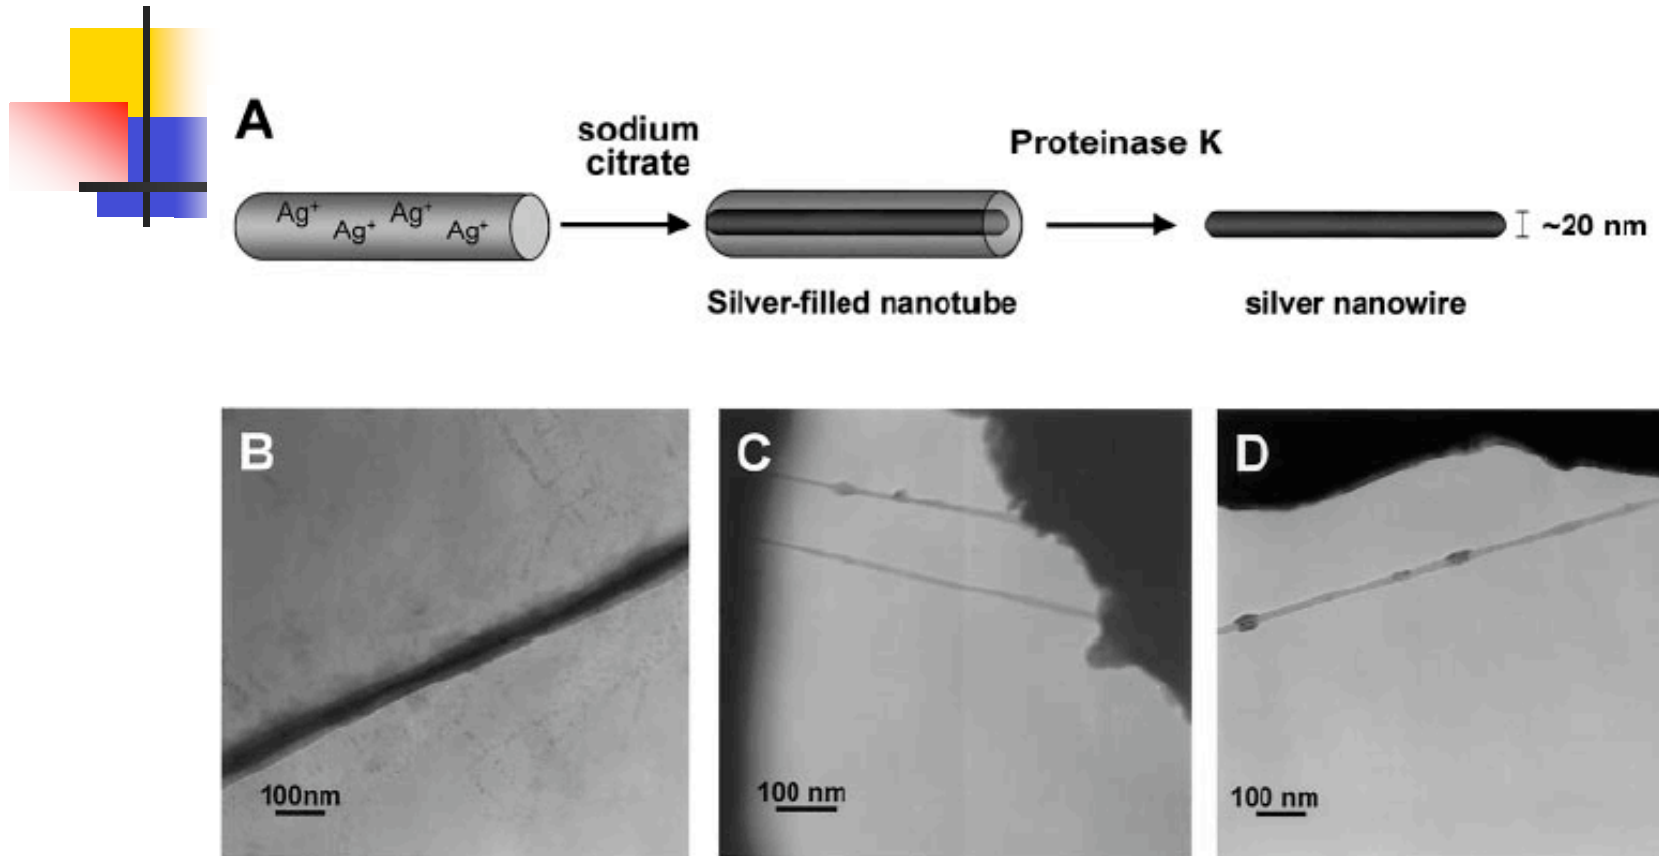 A
sodium
citrate
Proteinase K
Ag⁺
Ag⁺
Ag⁺
Ag⁺
~20 nm
Silver-filled nanotube
silver nanowire
B
C
D
100nm
100 nm
100 nm